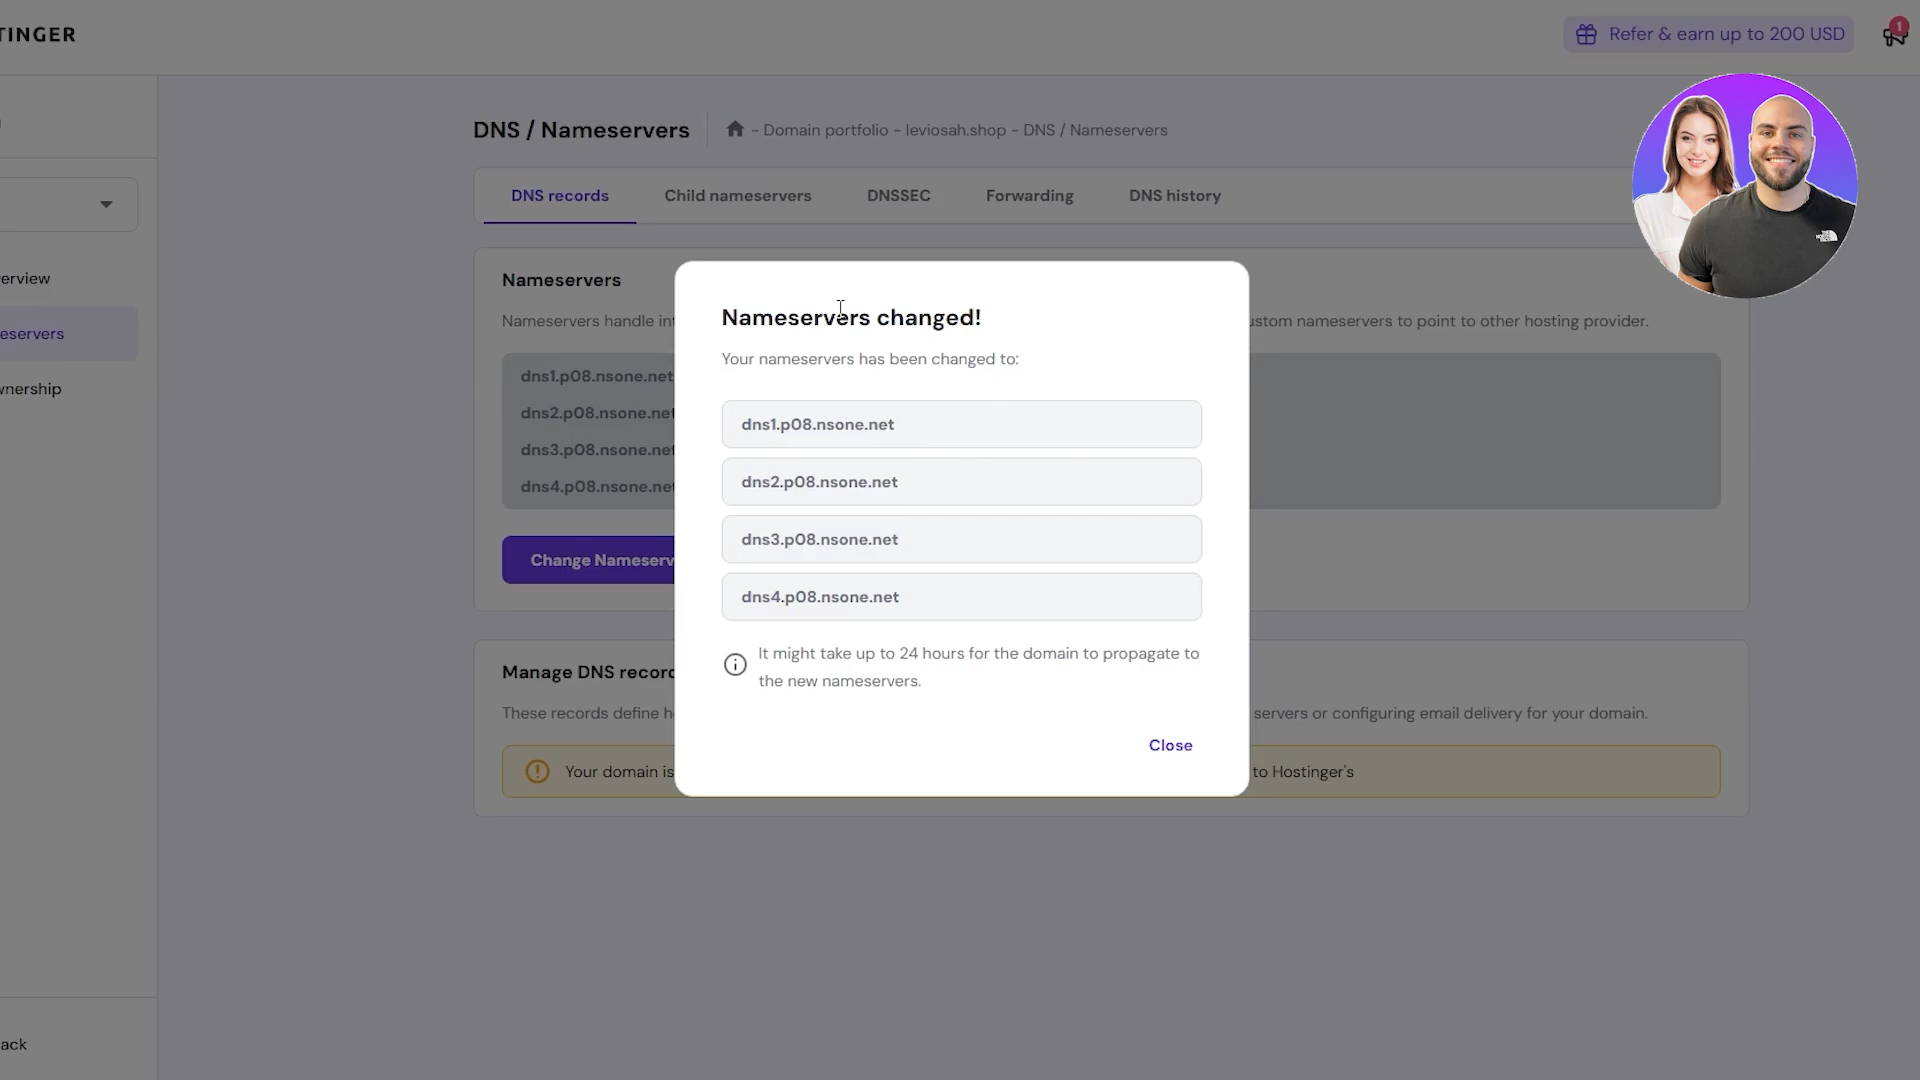 TINGER
Refer & earn up to 200 USD
1
DNS / Nameservers
- Domain portfolio - leviosah.shop - DNS / Nameservers
DNS records
Child nameservers
DNSSEC
Forwarding
DNS history
erview
eservers
wnership
ack
Nameservers
Nameservers handle in
ustom nameservers to point to other hosting provider.
dns1.p08.nsone.net
dns2.p08.nsone.net
dns3.p08.nsone.net
dns4.p08.nsone.net
Change Nameserv
Nameservers changed!
Your nameservers has been changed to:
dns1.p08.nsone.net
dns2.p08.nsone.net
dns3.p08.nsone.net
dns4.p08.nsone.net
It might take up to 24 hours for the domain to propagate to
the new nameservers.
Close
Manage DNS recor
These records define h
servers or configuring email delivery for your domain.
Your domain is
to Hostinger's
THE NORTH FACE